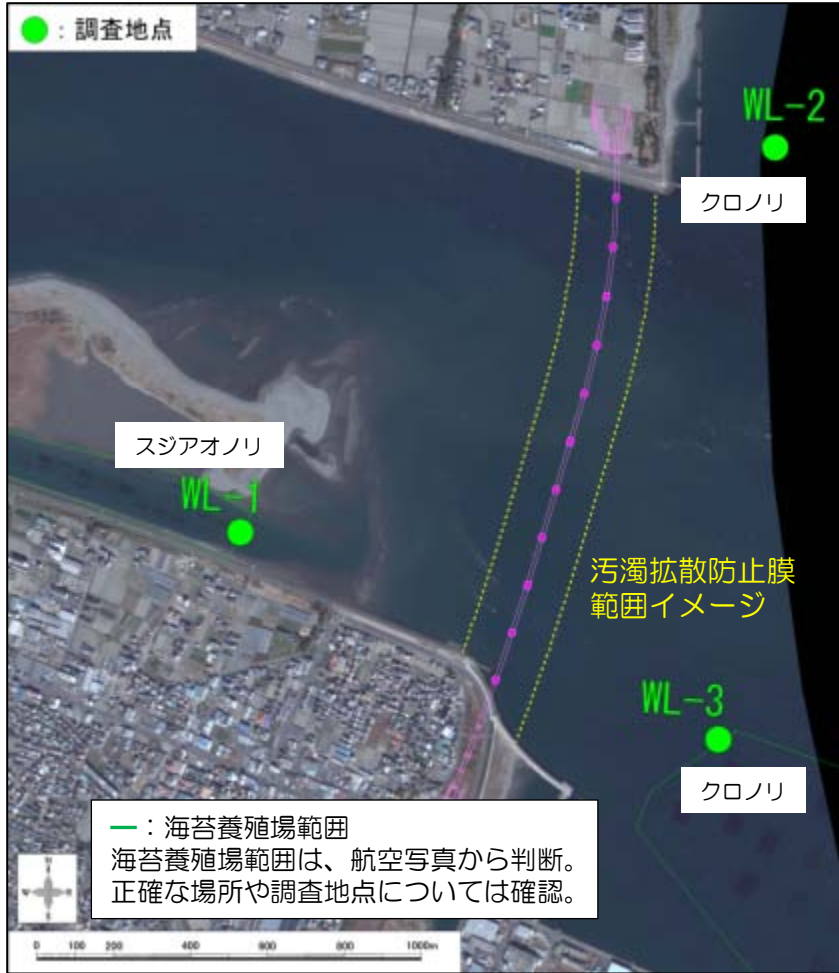 ●：調査地点
WL-2
クロノリ
スジアオノリ
WL-1
汚濁拡散防止膜
範囲イメージ
WL-3
クロノリ
―：海苔養殖場範囲
海苔養殖場範囲は、航空写真から判断。
正確な場所や調査地点については確認。
0 100 200 400 600 800 1000m